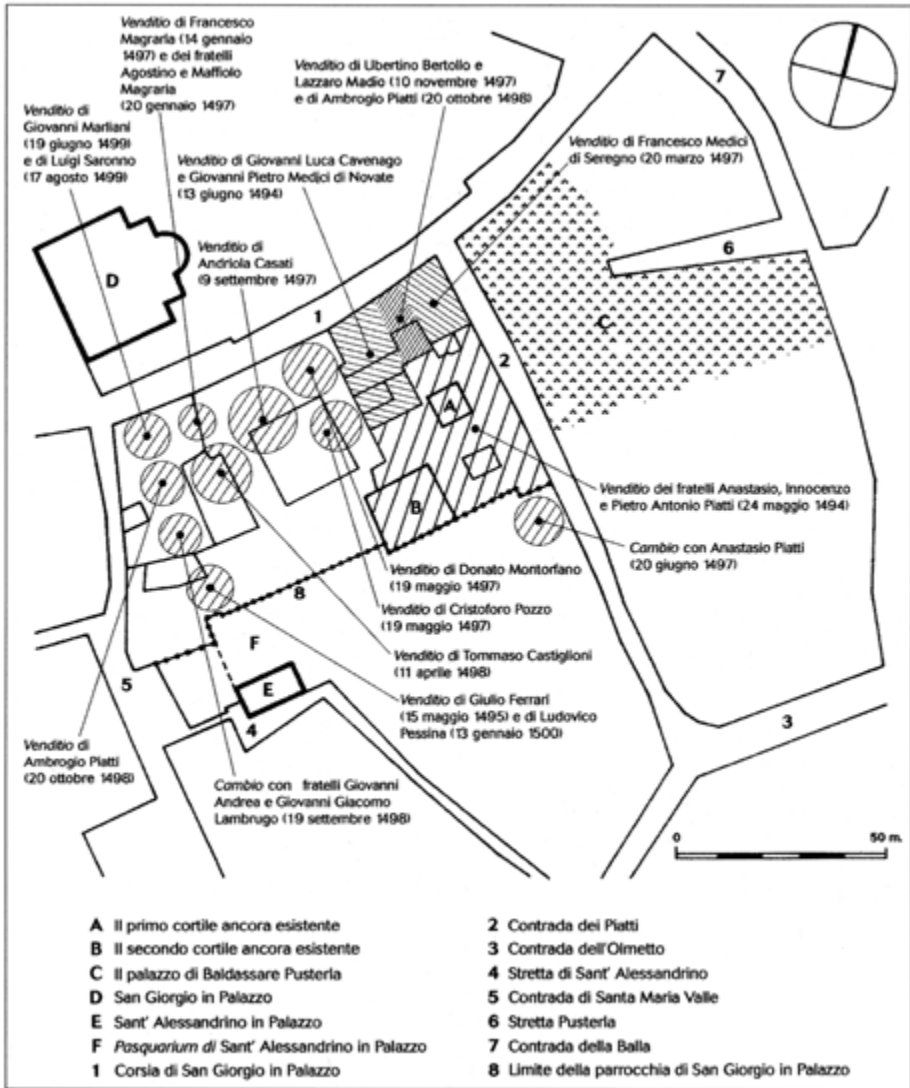 Venditio di Francesco
Magraria (14 gennaio
1497) e dei fratelli
Agostino e Maffiolo
Magraria
(20 gennaio 1497)
Venditio di Ubertino Bertollo e
Lazzaro Madio (10 novembre 1497)
e di Ambrogio Piatti (20 ottobre 1498)
7
Venditio di
Giovanni Marliani
(19 giugno 1499)
e di Luigi Saronno
(17 agosto 1499)
Venditio di Giovanni Luca Cavenago
e Giovanni Pietro Medici di Novate
(13 giugno 1494)
Venditio di Francesco Medici
di Seregno (20 marzo 1497)
Venditio di
Andriola Casati
(9 settembre 1497)
D
6
1
C
2
A
B
Venditio dei fratelli Anastasio, Innocenzo
e Pietro Antonio Piatti (24 maggio 1494)
Cambio con Anastasio Piatti
(20 giugno 1497)
Venditio di Donato Montorfano
(19 maggio 1497)
8
Venditio di Cristoforo Pozzo
(19 maggio 1497)
F
Venditio di Tommaso Castiglioni
(11 aprile 1498)
5
E
4
Venditio di Giulio Ferrari
(15 maggio 1495) e di Ludovico
Pessina (13 gennaio 1500)
3
Venditio di
Ambrogio Piatti
(20 ottobre 1498)
Cambio con fratelli Giovanni
Andrea e Giovanni Giacomo
Lambrugo (19 settembre 1498)
0 50 m.
A Il primo cortile ancora esistente
B Il secondo cortile ancora esistente
C Il palazzo di Baldassare Pusterla
D San Giorgio in Palazzo
E Sant' Alessandrino in Palazzo
F Pasquarium di Sant' Alessandrino in Palazzo
1 Corsia di San Giorgio in Palazzo
2 Contrada dei Piatti
3 Contrada dell'Olmetto
4 Stretta di Sant' Alessandrino
5 Contrada di Santa Maria Valle
6 Stretta Pusterla
7 Contrada della Balla
8 Limite della parrocchia di San Giorgio in Palazzo